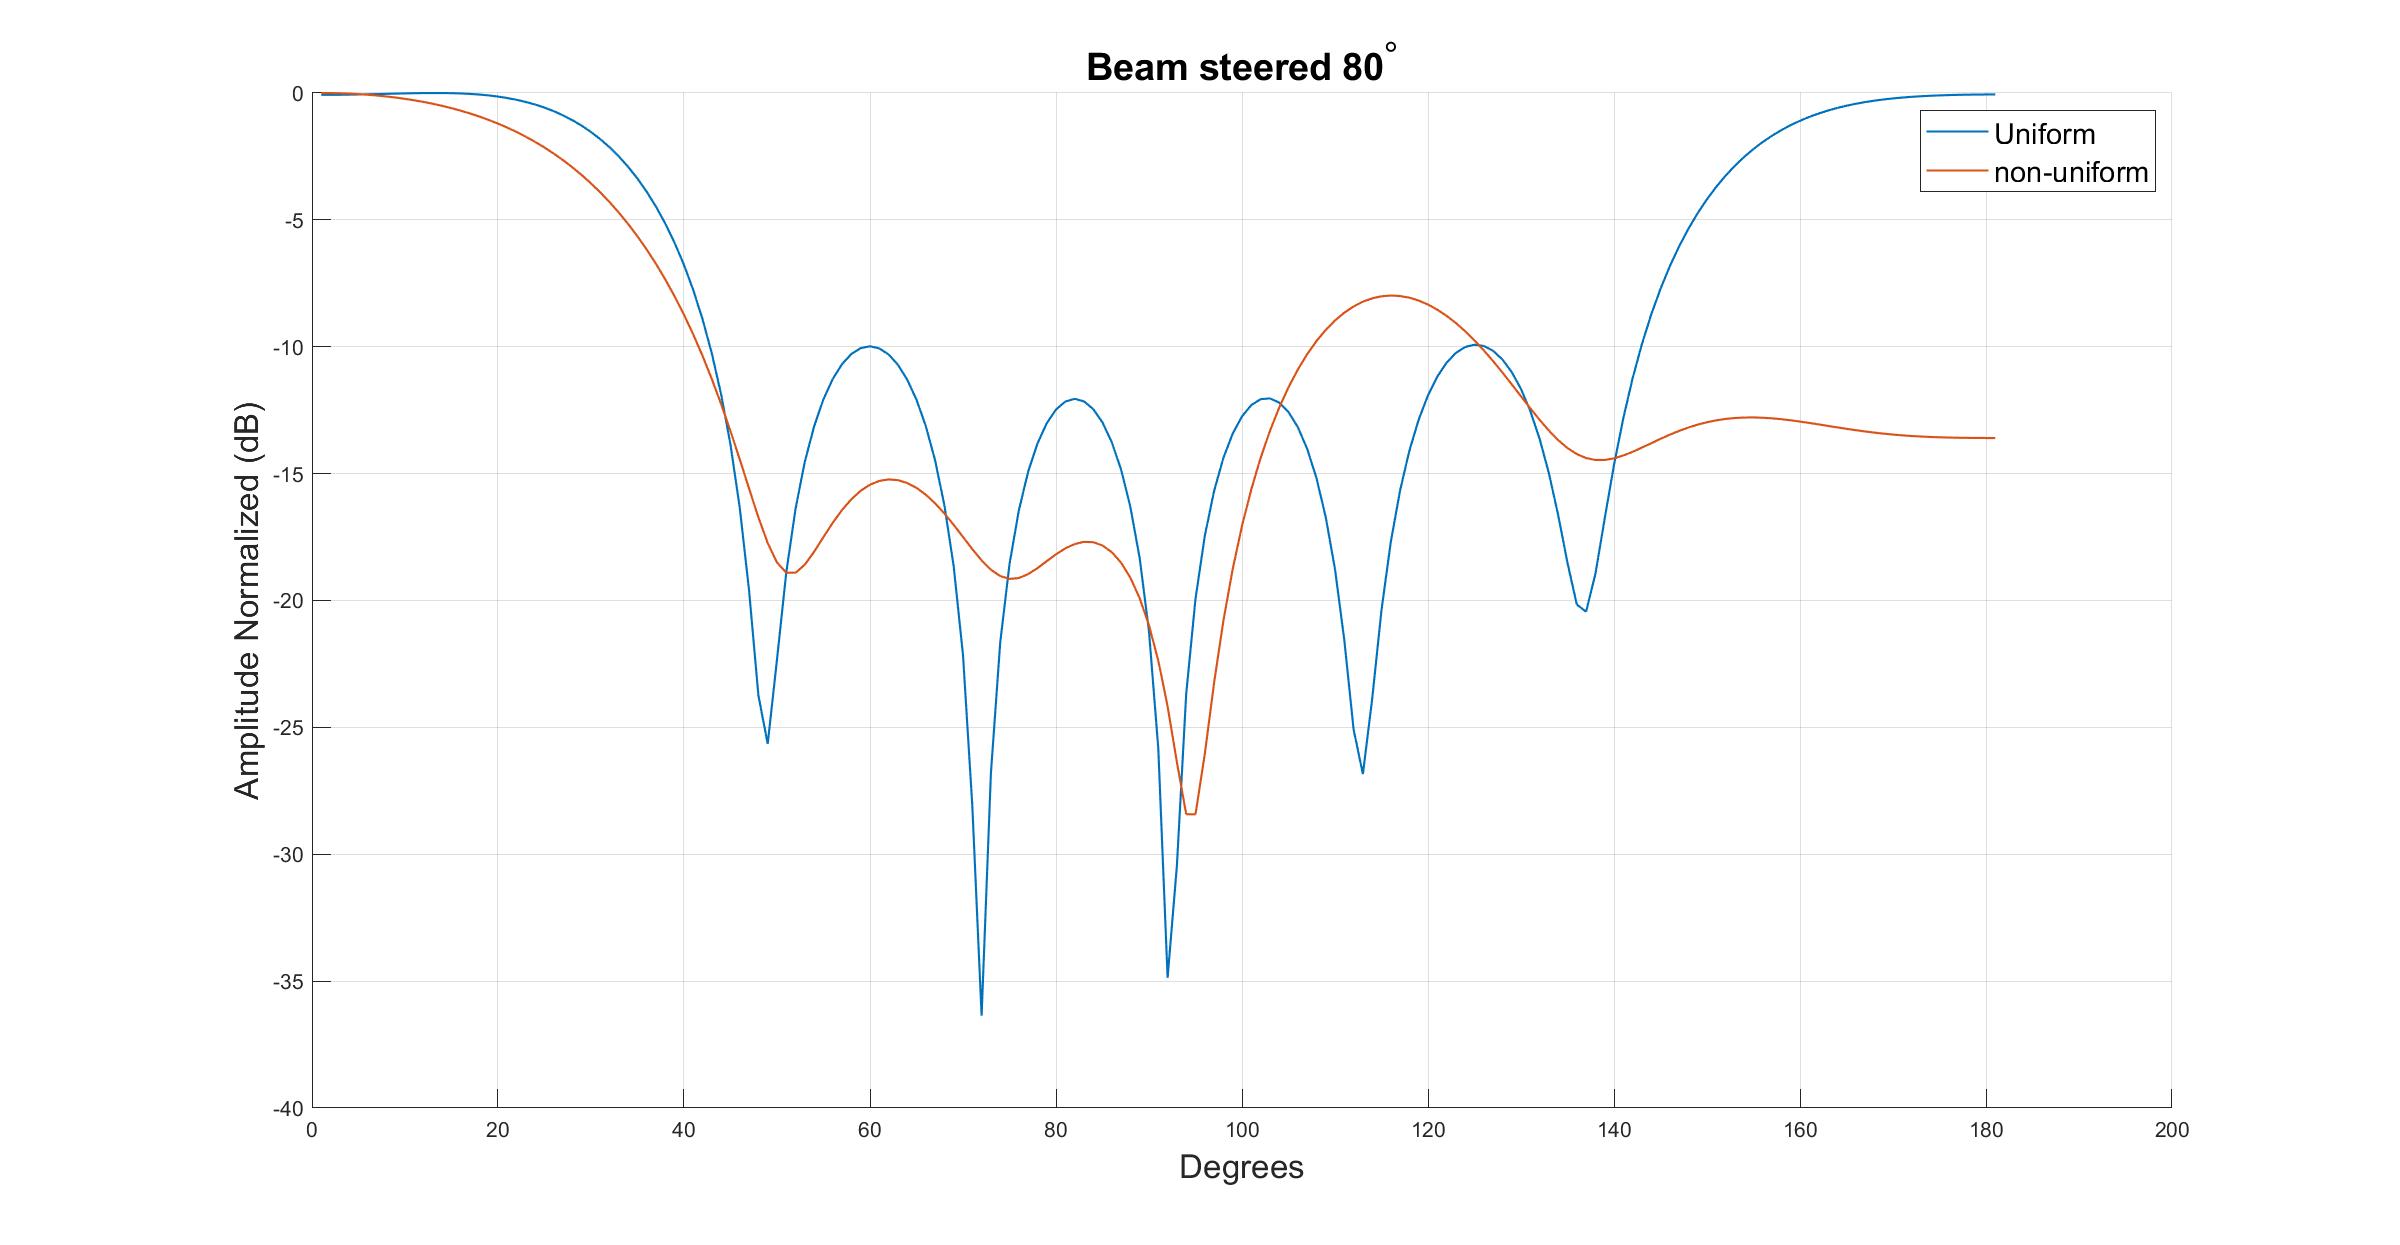 Beam steered 80°
Uniform
non-uniform
Amplitude Normalized (dB)
0
-5
-10
-15
-20
-25
-30
-35
-40
0 20 40 60 80 100 120 140 160 180 200
Degrees